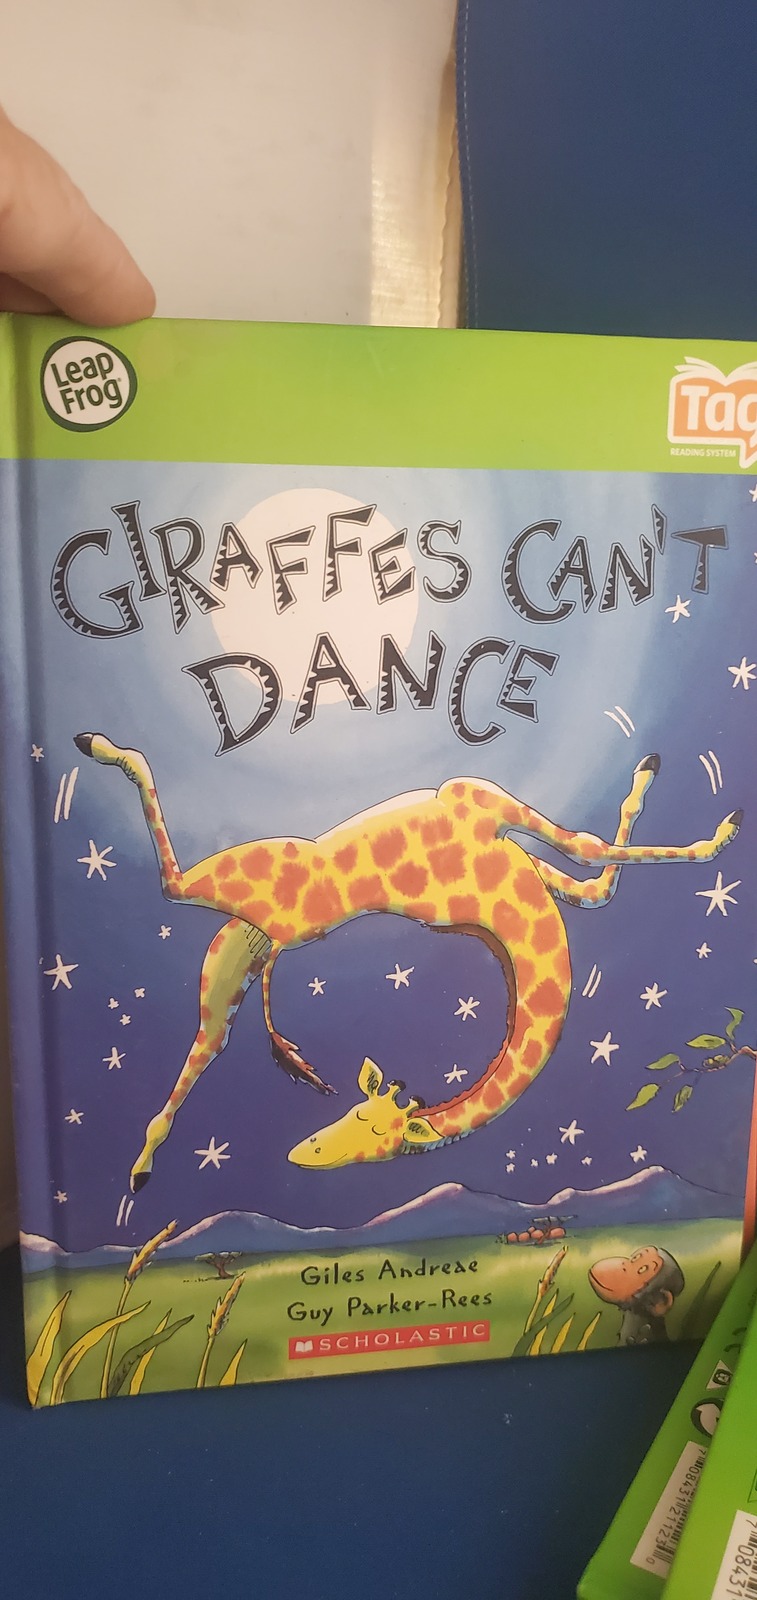 Leap
Frog
Tag
READING SYSTEM
GIRAFFES CAN'T
DANCE
Giles Andreae
Guy Parker-Rees
SCHOLASTIC